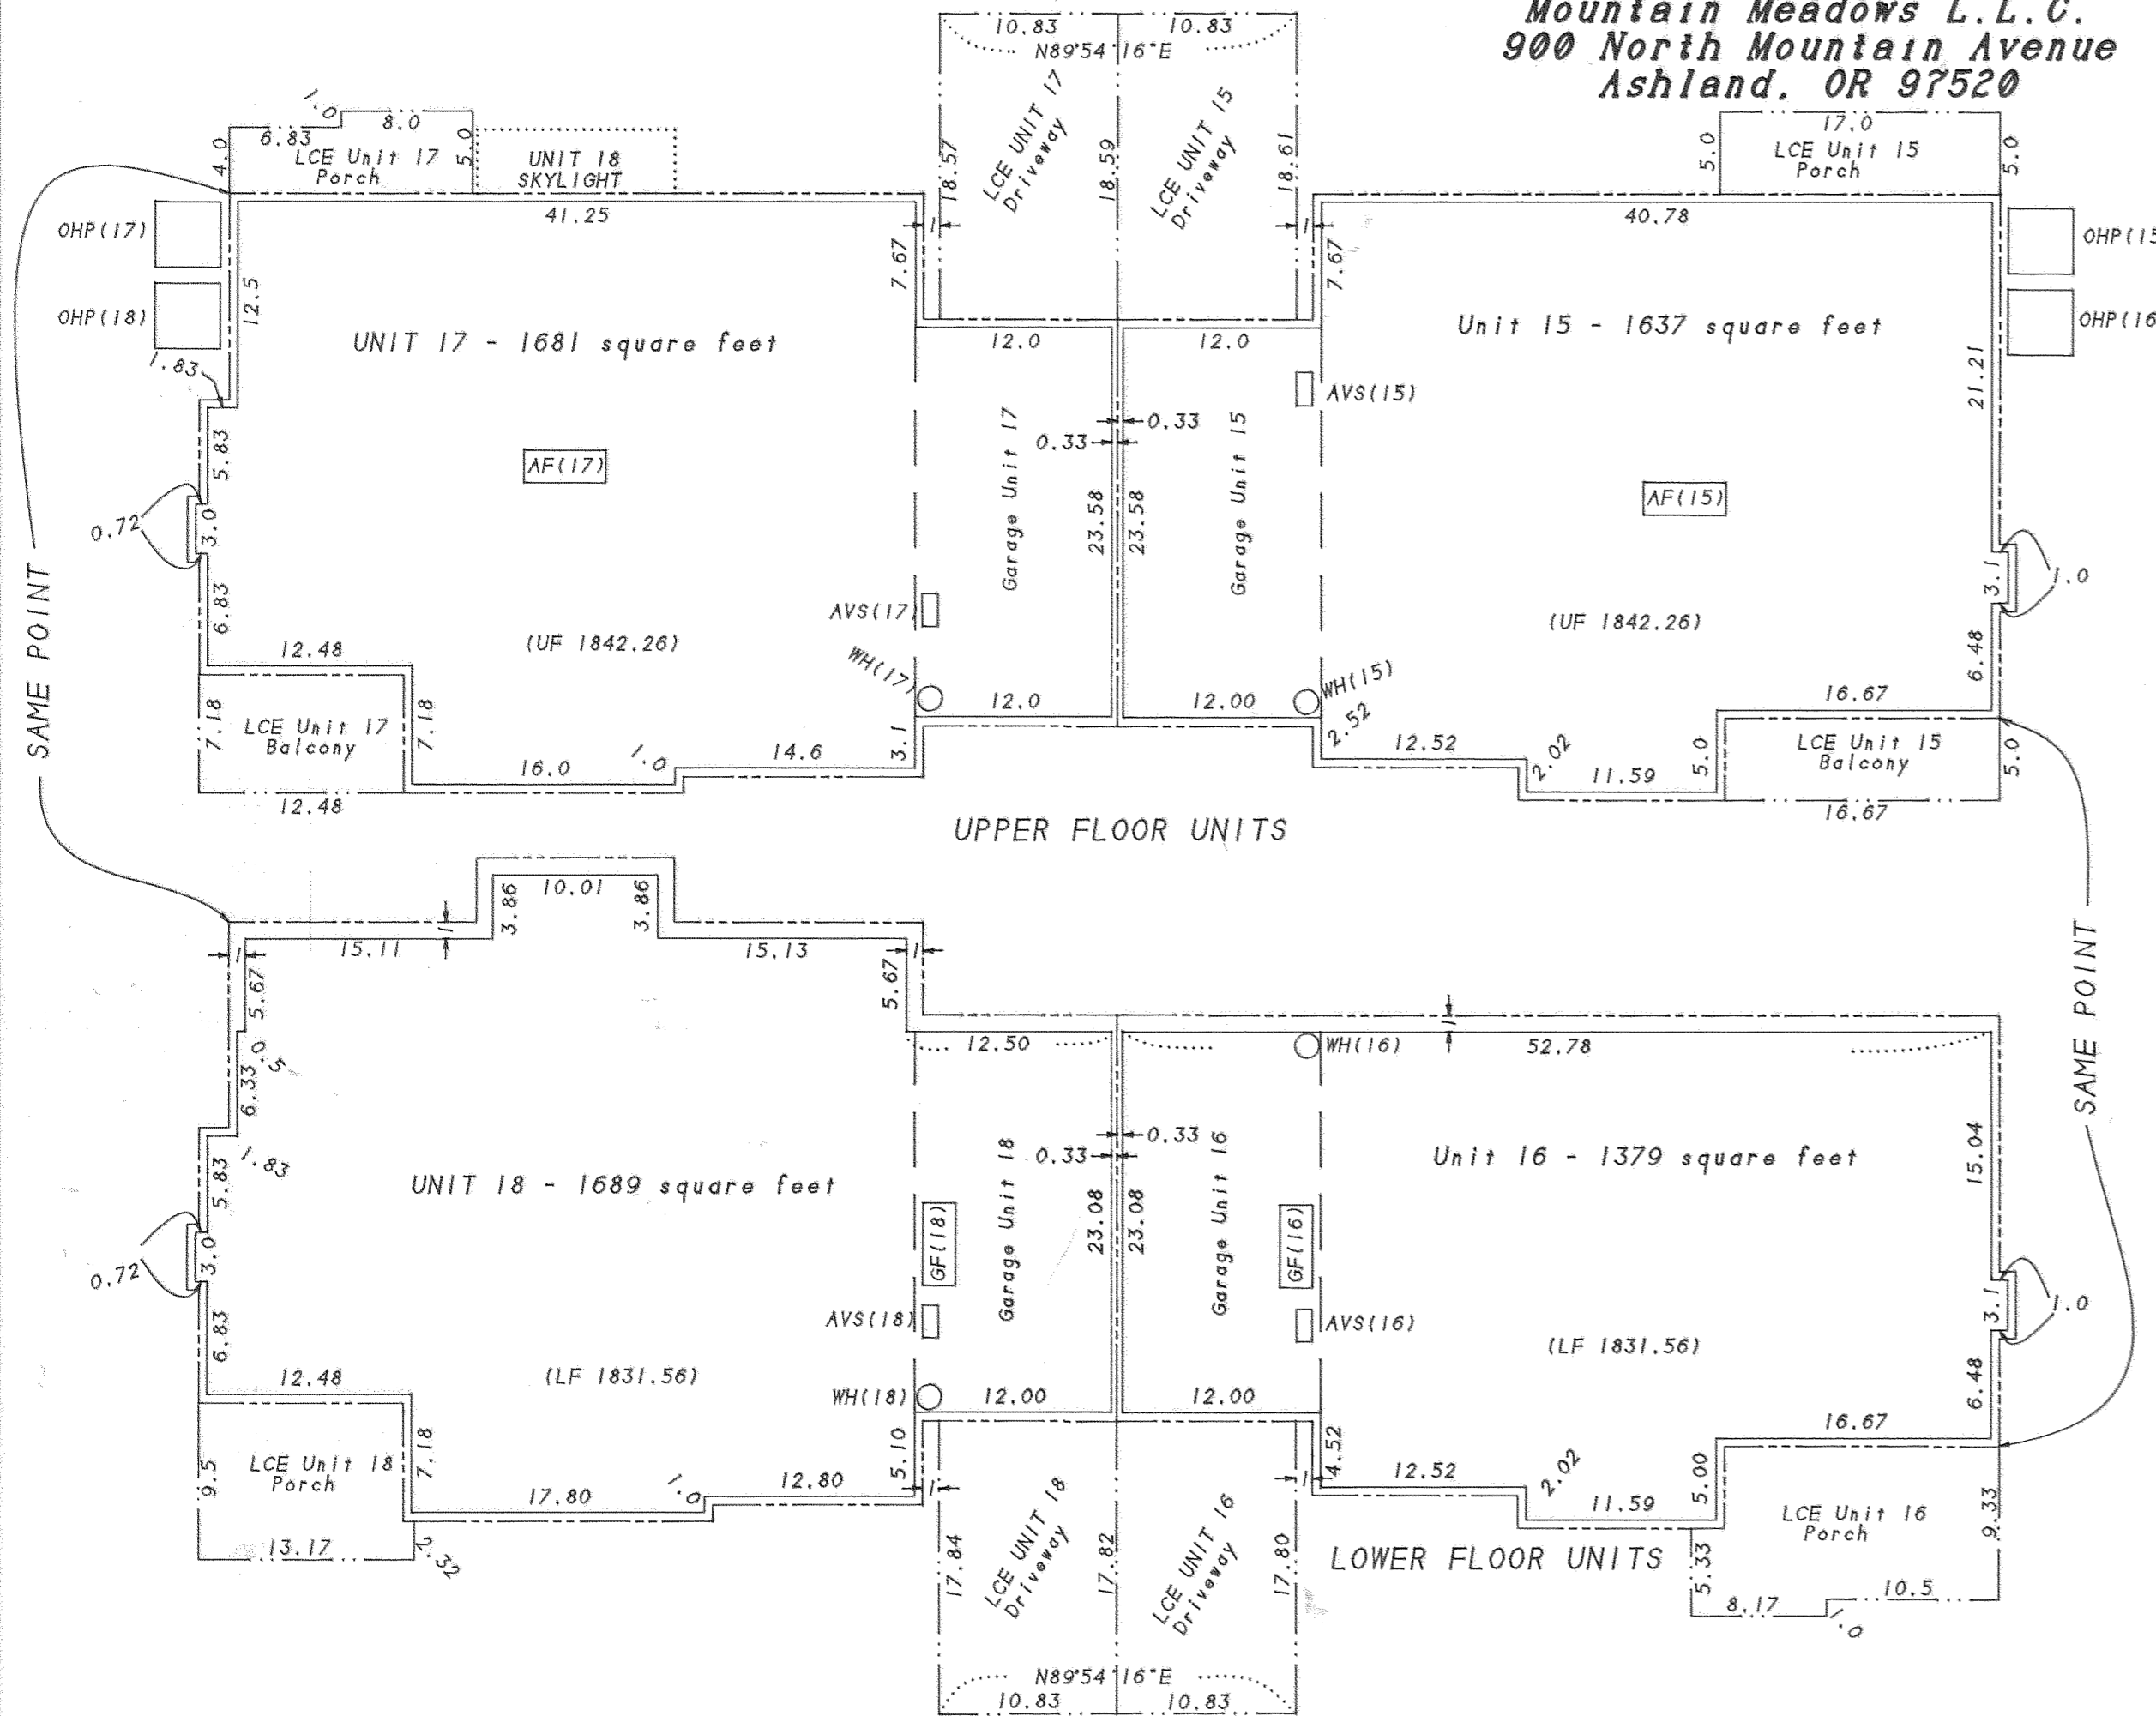 Mountain Meadows L.L.C.
900 North Mountain Avenue
Ashland, OR 97520
10.83
10.83
N89°54'16"E
LCE UNIT 17
Driveway
LCE UNIT 15
Driveway
18.57
18.59
18.61
1.0
6.83
8.0
4.0
5.0
LCE Unit 17
Porch
UNIT 18
SKYLIGHT
17.0
5.0
5.0
LCE Unit 15
Porch
41.25
40.78
1
1
7.67
7.67
OHP(17)
OHP(18)
12.5
1.83
OHP(15
OHP(16
UNIT 17 - 1681 square feet
Unit 15 - 1637 square feet
12.0
12.0
21.21
AVS(15)
0.33
0.33
Garage Unit 17
Garage Unit 15
23.58
23.58
5.83
AF(17)
AF(15)
0.72
3.0
6.83
3.1
1.0
AVS(17)
(UF 1842.26)
(UF 1842.26)
WH(17)
WH(15)
6.48
12.48
12.0
12.00
16.67
2.52
SAME POINT
7.18
LCE Unit 17
Balcony
7.18
16.0
1.0
14.6
3.1
12.52
2.02
11.59
5.0
LCE Unit 15
Balcony
5.0
12.48
16.67
UPPER FLOOR UNITS
10.01
3.86
3.86
15.11
1
15.13
1
1
5.67
5.67
SAME POINT
12.50
WH(16)
1
52.78
0.5
6.33
1.83
0.33
0.33
Garage Unit 18
Garage Unit 16
23.08
23.08
15.04
UNIT 18 - 1689 square feet
Unit 16 - 1379 square feet
5.83
GF(18)
GF(16)
0.72
3.0
6.83
3.1
1.0
AVS(18)
AVS(16)
(LF 1831.56)
(LF 1831.56)
12.48
WH(18)
12.00
12.00
6.48
16.67
9.5
LCE Unit 18
Porch
7.18
17.80
1.0
12.80
5.10
1
1
4.52
12.52
2.02
11.59
5.00
LCE Unit 16
Porch
9.33
13.17
2.32
17.84
LCE UNIT 18
Driveway
17.82
LCE UNIT 16
Driveway
17.80
LOWER FLOOR UNITS
5.33
8.17
1.0
10.5
N89°54'16"E
10.83
10.83